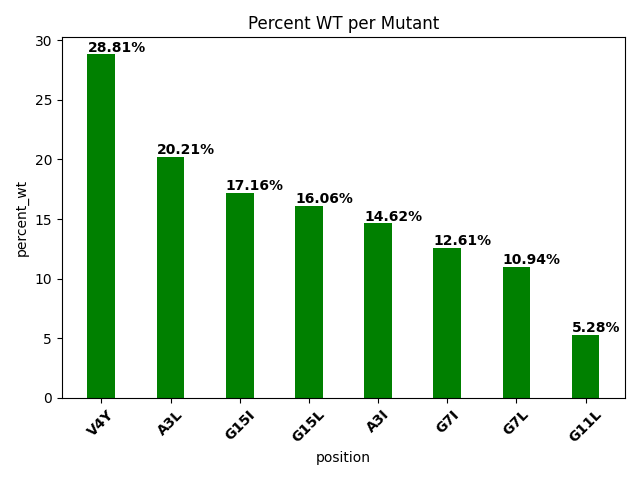 Percent WT per Mutant
percent_wt
30
25
20
15
10
5
0
28.81%
20.21%
17.16%
16.06%
14.62%
12.61%
10.94%
5.28%
V4Y
A3L
G15I
G15L
A3I
G7I
G7L
G11L
position